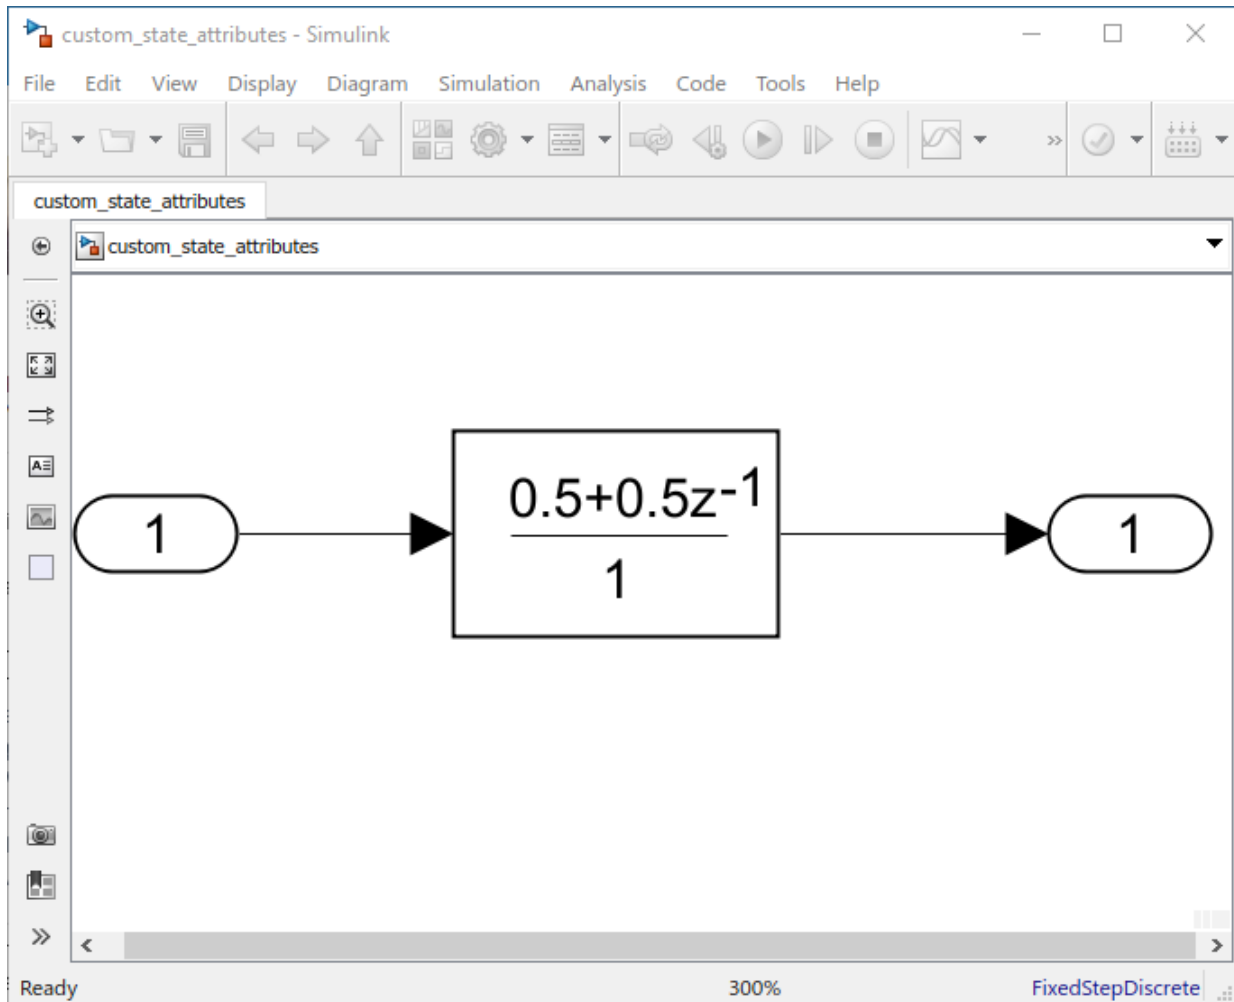 custom_state_attributes - Simulink
File Edit View Display Diagram Simulation Analysis Code Tools Help
custom_state_attributes
custom_state_attributes
1
0.5+0.5z-1
1
1
Ready 300% FixedStepDiscrete